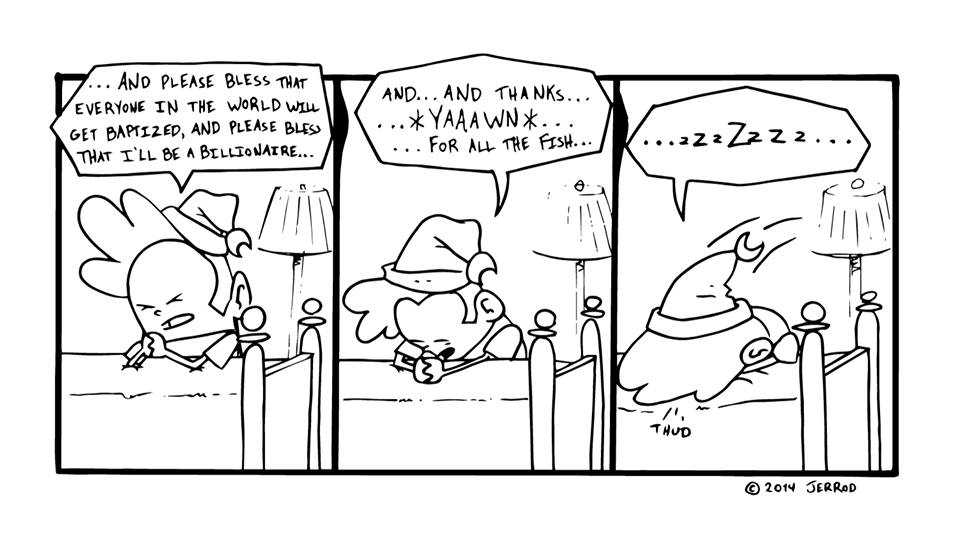 ... AND PLEASE BLESS THAT
EVERYONE IN THE WORLD WILL
GET BAPTIZED, AND PLEASE BLESS
THAT I'LL BE A BILLIONAIRE...
AND... AND THANKS...
...*YAAAWN*...
... FOR ALL THE FISH...
...zzzZzzzz...
THUD
© 2014 JERROD